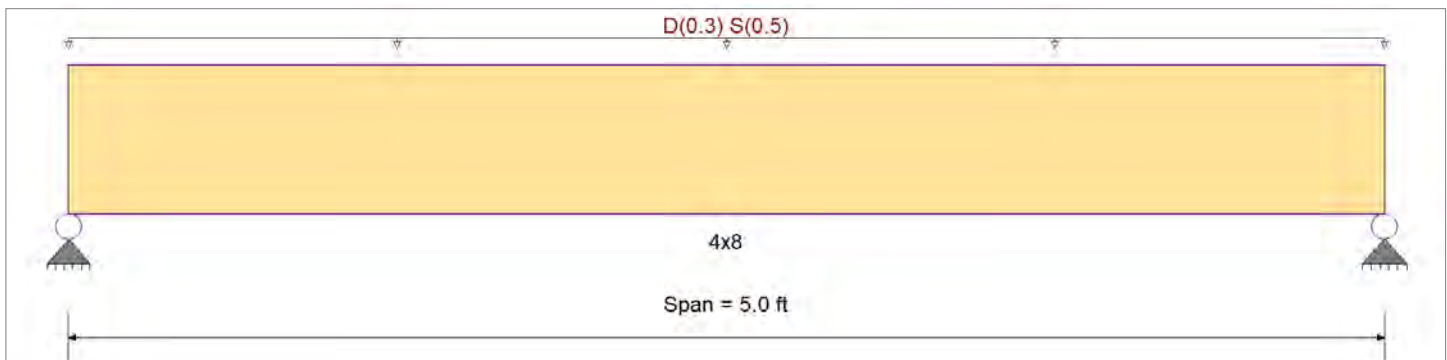 D(0.3) S(0.5)
4x8
Span = 5.0 ft